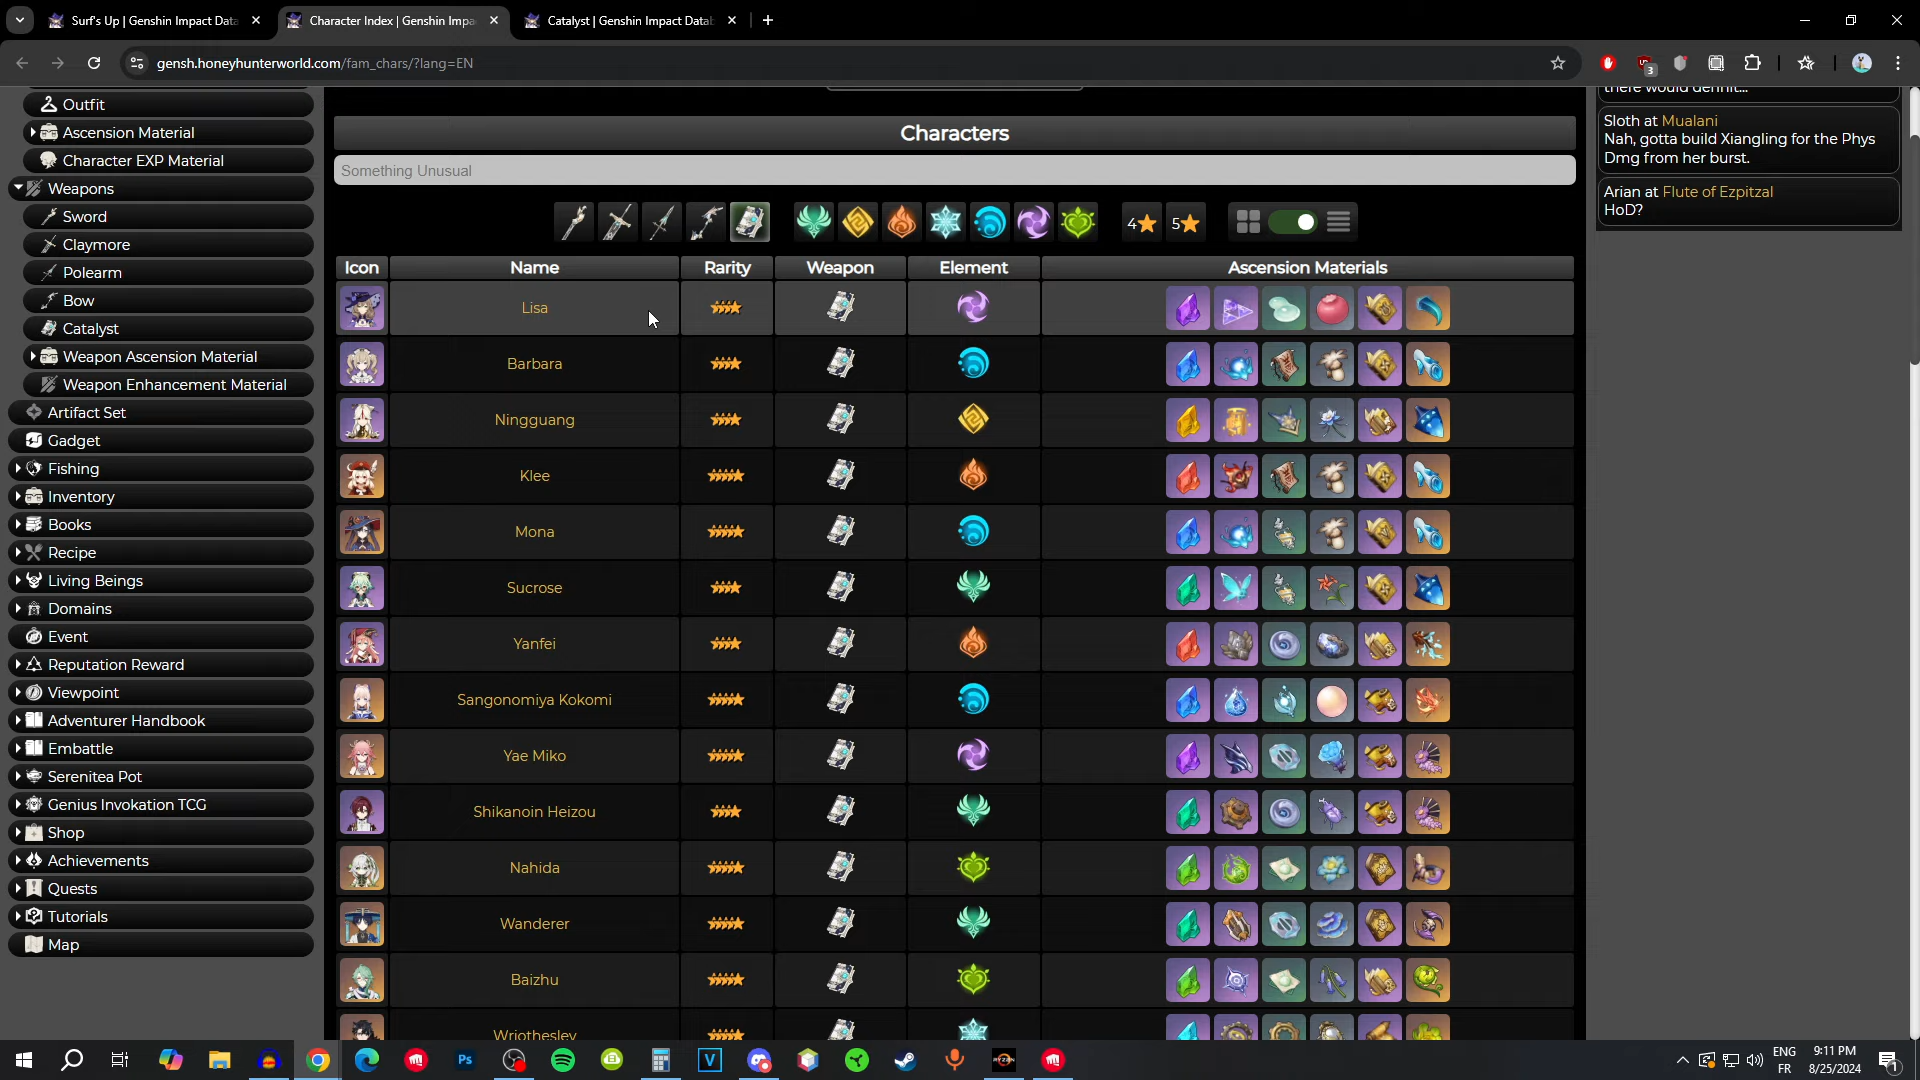 Surf's Up | Genshin Impact Data
Character Index | Genshin Impa
Catalyst | Genshin Impact Datab
gensh.honeyhunterworld.com/fam_chars/?lang=EN
3
Outfit
Ascension Material
Character EXP Material
Weapons
Sword
Claymore
Polearm
Bow
Catalyst
Weapon Ascension Material
Weapon Enhancement Material
Artifact Set
Gadget
Fishing
Inventory
Books
Recipe
Living Beings
Domains
Event
Reputation Reward
Viewpoint
Adventurer Handbook
Embattle
Serenitea Pot
Genius Invokation TCG
Shop
Achievements
Quests
Tutorials
Map
Characters
Something Unusual
4
5
Icon Name Rarity Weapon Element Ascension Materials
Lisa
Barbara
Ningguang
Klee
Mona
Sucrose
Yanfei
Sangonomiya Kokomi
Yae Miko
Shikanoin Heizou
Nahida
Wanderer
Baizhu
Wriothesley
Sloth at Mualani
Nah, gotta build Xiangling for the Phys
Dmg from her burst.
Arian at Flute of Ezpitzal
HoD?
Ps
V
RYZEN
ENG
FR
9:11 PM
8/25/2024
1